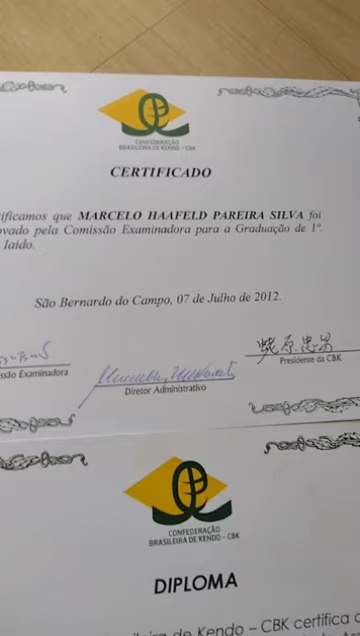 CONFEDERAÇÃO
BRASILEIRA DE KENDO - CBK
CERTIFICADO
ificamos que MARCELO HAAFELD PAREIRA SILVA foi
ovado pela Comissão Examinadora para a Graduação de 1º.
Iaido.
São Bernardo do Campo, 07 de Julho de 2012.
ssão Examinadora
Diretor Administrativo
Presidente da CBK
CONFEDERAÇÃO
BRASILEIRA DE KENDO - CBK
DIPLOMA
ileira de Kendo – CBK certifica